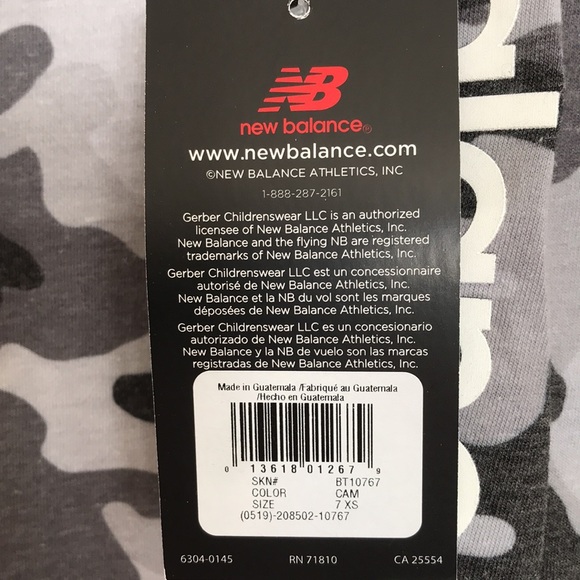 NB
new balance®
www.newbalance.com
©NEW BALANCE ATHLETICS, INC
1-888-287-2161
Gerber Childrenswear LLC is an authorized
licensee of New Balance Athletics, Inc.
New Balance and the flying NB are registered
trademarks of New Balance Athletics, Inc.
Gerber Childrenswear LLC est un concessionnaire
autorisé de New Balance Athletics, Inc.
New Balance et la NB du vol sont les marques
déposées de New Balance Athletics, Inc.
Gerber Childrenswear LLC es un concesionario
autorizado de New Balance Athletics, Inc.
New Balance y la NB de vuelo son las marcas
registradas de New Balance Athletics, Inc.
Made in Guatemala /Fabriqué au Guatemala
/Hecho en Guatemala
0 13618 01267 9
SKN# BT10767
COLOR CAM
SIZE 7 XS
(0519)-208502-10767
6304-0145 RN 71810 CA 25554